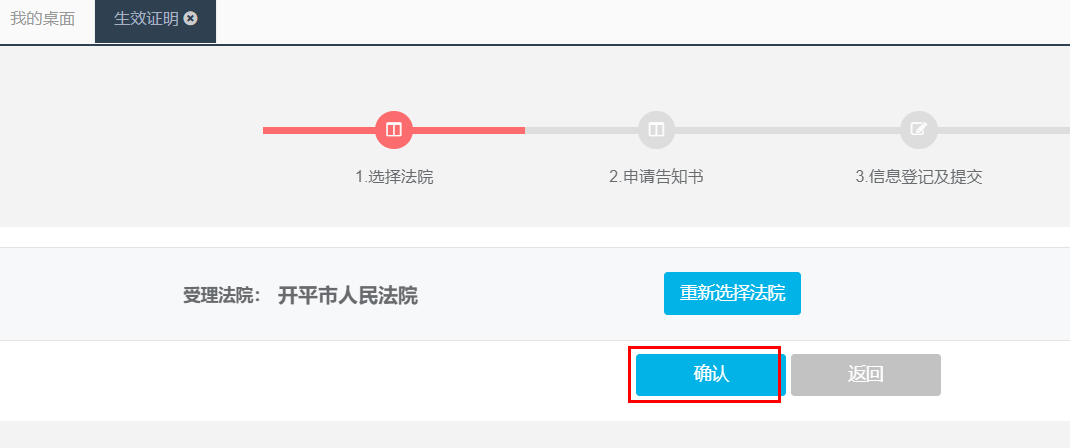 我的桌面 生效证明
1.选择法院 2.申请告知书 3.信息登记及提交
受理法院： 开平市人民法院 重新选择法院
确认 返回